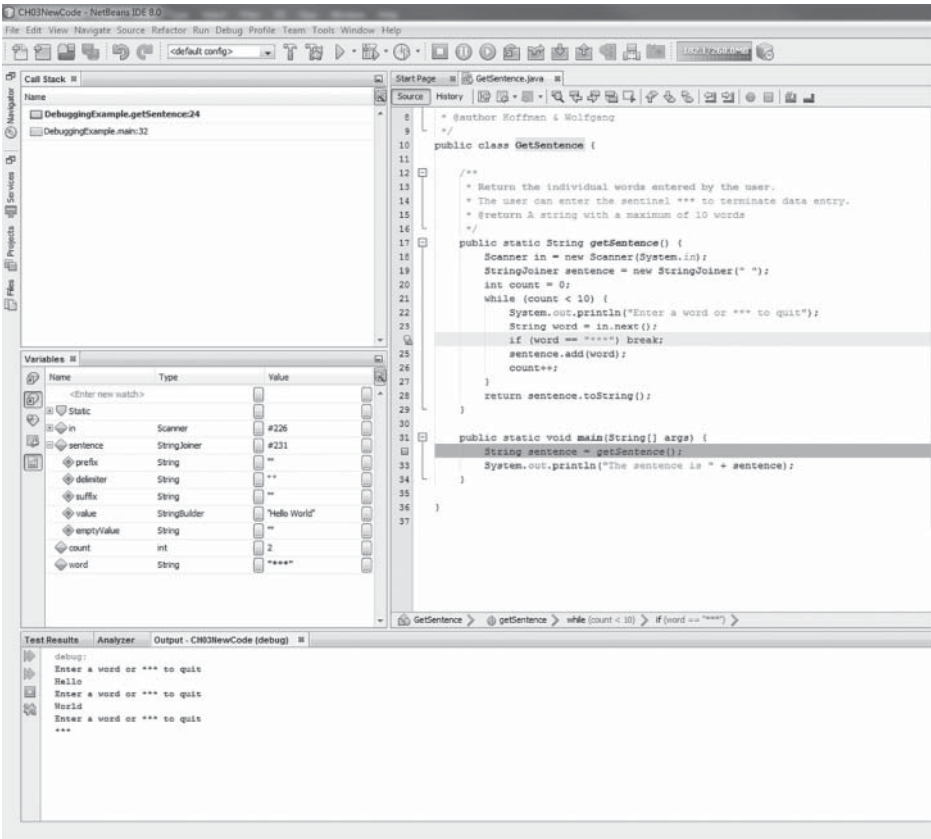 CH03NewCode - NetBeans IDE 8.0
File Edit View Navigate Source Refactor Run Debug Profile Team Tools Window Help
<default config>
Navigator
Services
Projects
Files
Call Stack
Name
DebuggingExample.getSentence:24
DebuggingExample.main:32
Variables
Name Type Value
<Enter new watch>
Static
in Scanner #226
sentence StringJoiner #231
prefix String ""
delimiter String " "
suffix String ""
value StringBuilder "Hello World"
emptyValue String ""
count int 2
word String "***"
Start Page GetSentence.java
Source History
8 * @author Koffman & Wolfgang
9 */
10 public class GetSentence {
11
12 /**
13 * Return the individual words entered by the user.
14 * The user can enter the sentinel *** to terminate data entry.
15 * @return A string with a maximum of 10 words
16 */
17 public static String getSentence() {
18 Scanner in = new Scanner(System.in);
19 StringJoiner sentence = new StringJoiner(" ");
20 int count = 0;
21 while (count < 10) {
22 System.out.println("Enter a word or *** to quit");
23 String word = in.next();
if (word == "***") break;
25 sentence.add(word);
26 count++;
27 }
28 return sentence.toString();
29 }
30
31 public static void main(String[] args) {
String sentence = getSentence();
33 System.out.println("The sentence is " + sentence);
34 }
35
36 }
37
GetSentence getSentence while (count < 10) if (word == "***")
Test Results Analyzer Output - CH03NewCode (debug)
debug:
Enter a word or *** to quit
Hello
Enter a word or *** to quit
World
Enter a word or *** to quit
***